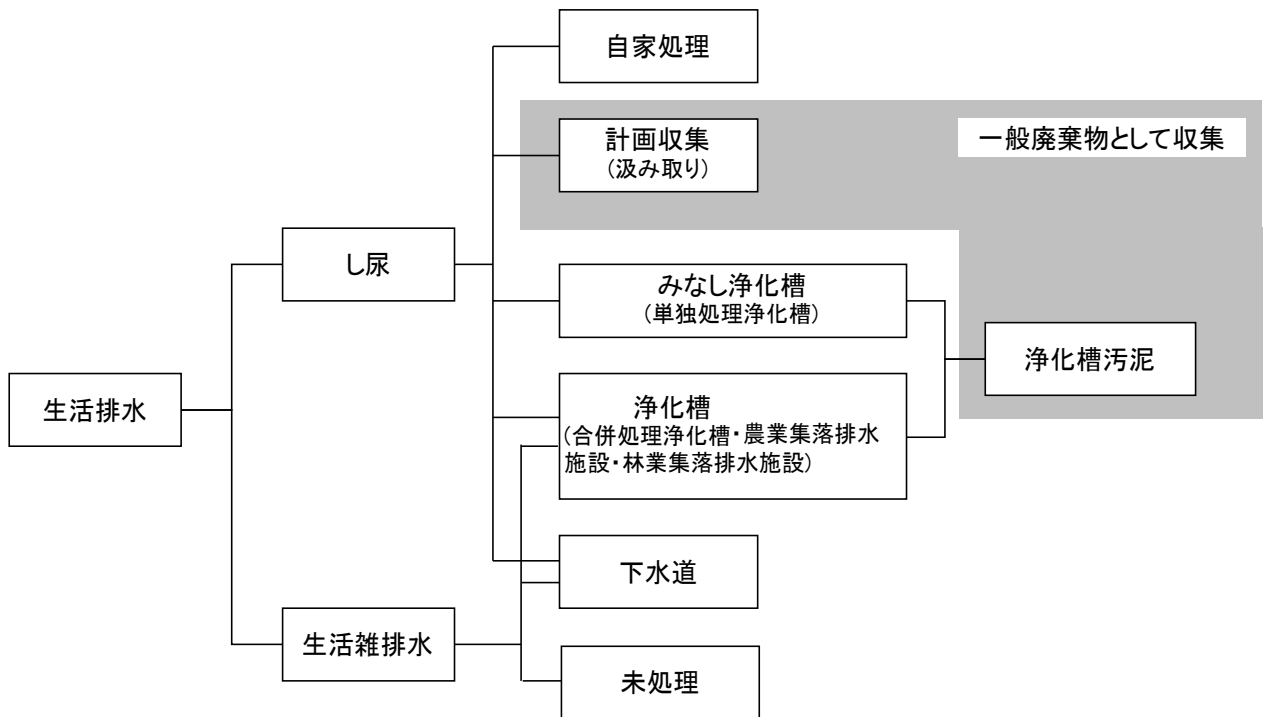 自家処理
計画収集
(汲み取り)
一般廃棄物として収集
し尿
みなし浄化槽
(単独処理浄化槽)
浄化槽汚泥
生活排水
浄化槽
(合併処理浄化槽・農業集落排水
施設・林業集落排水施設)
下水道
生活雑排水
未処理